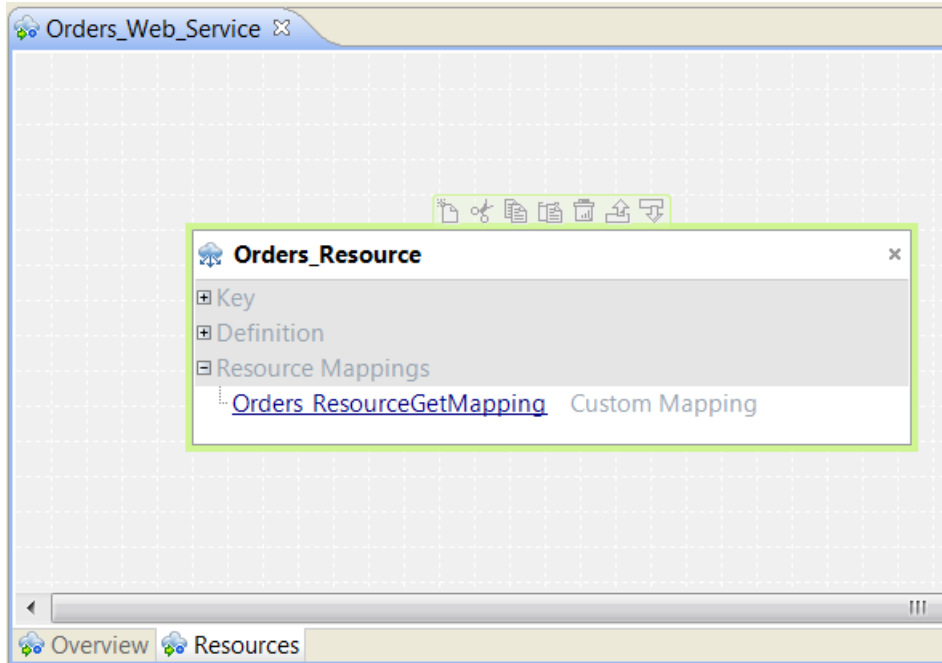 Orders_Web_Service
Orders_Resource
Key
Definition
Resource Mappings
Orders_ResourceGetMapping Custom Mapping
Overview Resources